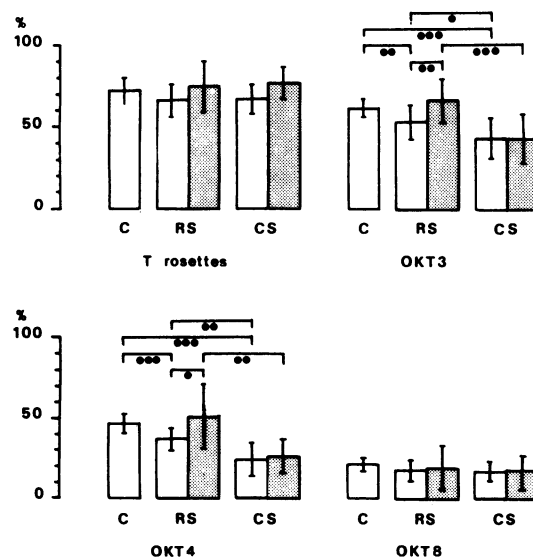 %
100
50
0
C RS CS
T rosettes
C RS CS
OKT3
%
100
50
0
C RS CS
OKT4
C RS CS
OKT8